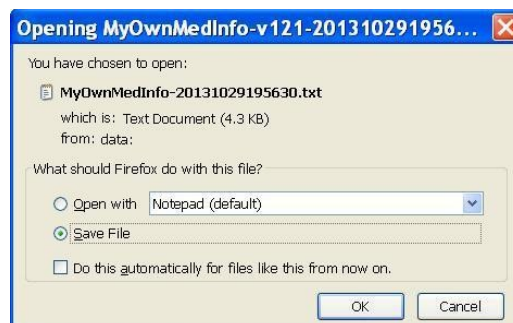 Opening MyOwnMedInfo-v121-201310291956...
You have chosen to open:
MyOwnMedInfo-20131029195630.txt
which is: Text Document (4.3 KB)
from: data:
What should Firefox do with this file?
Open with Notepad (default)
Save File
Do this automatically for files like this from now on.
OK Cancel